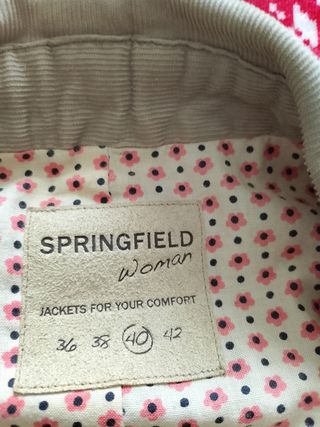 SPRINGFIELD
Woman
JACKETS FOR YOUR COMFORT
36 38 40 42